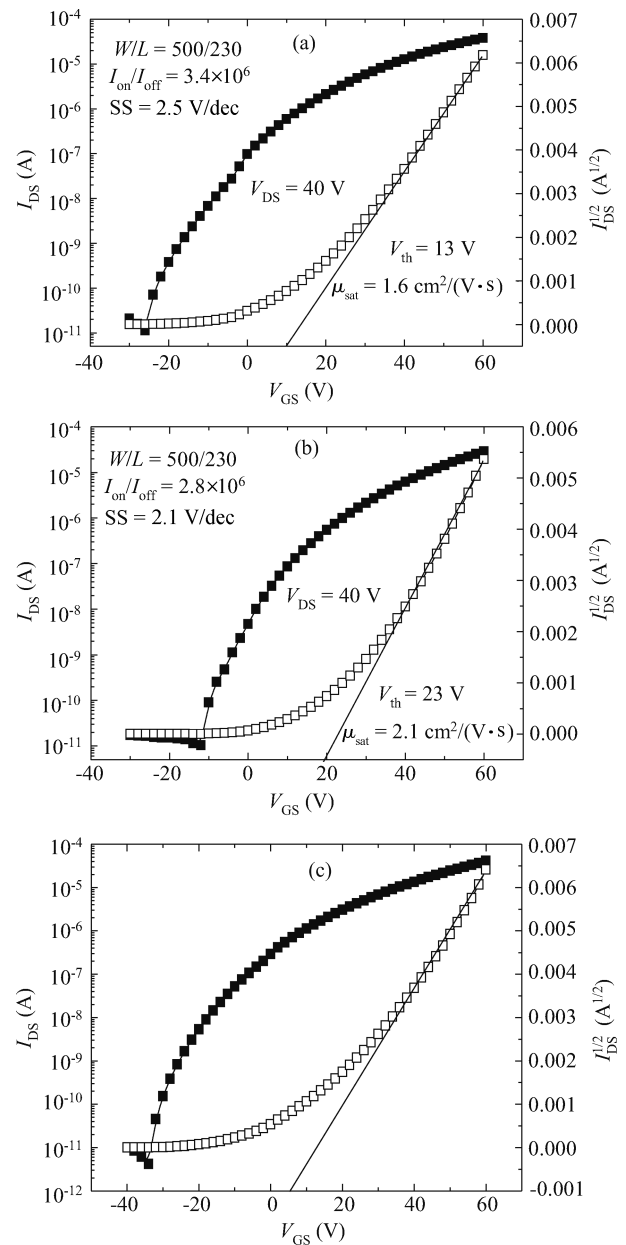 (a)
W/L = 500/230
I_on/I_off = 3.4×10⁶
SS = 2.5 V/dec
V_DS = 40 V
V_th = 13 V
μ_sat = 1.6 cm²/(V·s)
10⁻⁴
10⁻⁵
10⁻⁶
10⁻⁷
10⁻⁸
10⁻⁹
10⁻¹⁰
10⁻¹¹
I_DS (A)
0.007
0.006
0.005
0.004
0.003
0.002
0.001
0.000
I_DS^1/2 (A^1/2)
-40 -20 0 20 40 60 80
V_GS (V)
(b)
W/L = 500/230
I_on/I_off = 2.8×10⁶
SS = 2.1 V/dec
V_DS = 40 V
V_th = 23 V
μ_sat = 2.1 cm²/(V·s)
10⁻⁴
10⁻⁵
10⁻⁶
10⁻⁷
10⁻⁸
10⁻⁹
10⁻¹⁰
10⁻¹¹
I_DS (A)
0.006
0.005
0.004
0.003
0.002
0.001
0.000
I_DS^1/2 (A^1/2)
-40 -20 0 20 40 60 80
V_GS (V)
(c)
10⁻⁴
10⁻⁵
10⁻⁶
10⁻⁷
10⁻⁸
10⁻⁹
10⁻¹⁰
10⁻¹¹
10⁻¹²
I_DS (A)
0.007
0.006
0.005
0.004
0.003
0.002
0.001
0.000
-0.001
I_DS^1/2 (A^1/2)
-40 -20 0 20 40 60
V_GS (V)